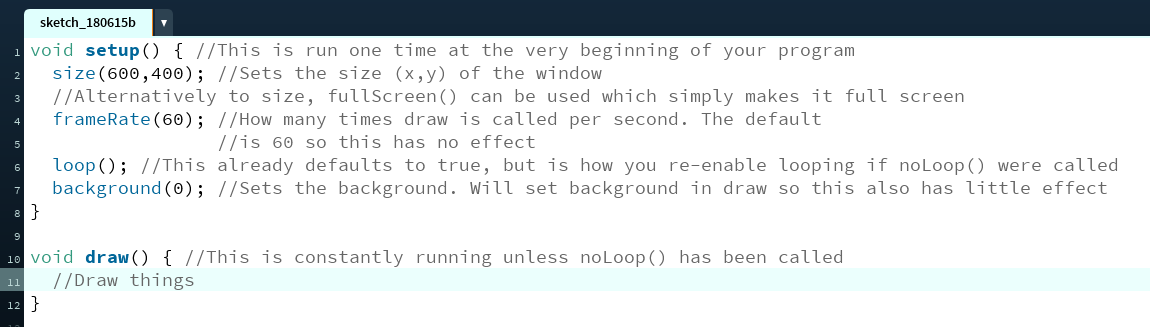 sketch_180615b ▼
1 void setup() { //This is run one time at the very beginning of your program
2 size(600,400); //Sets the size (x,y) of the window
3 //Alternatively to size, fullScreen() can be used which simply makes it full screen
4 frameRate(60); //How many times draw is called per second. The default
5 //is 60 so this has no effect
6 loop(); //This already defaults to true, but is how you re-enable looping if noLoop() were called
7 background(0); //Sets the background. Will set background in draw so this also has little effect
8 }
9
10 void draw() { //This is constantly running unless noLoop() has been called
11 //Draw things
12 }